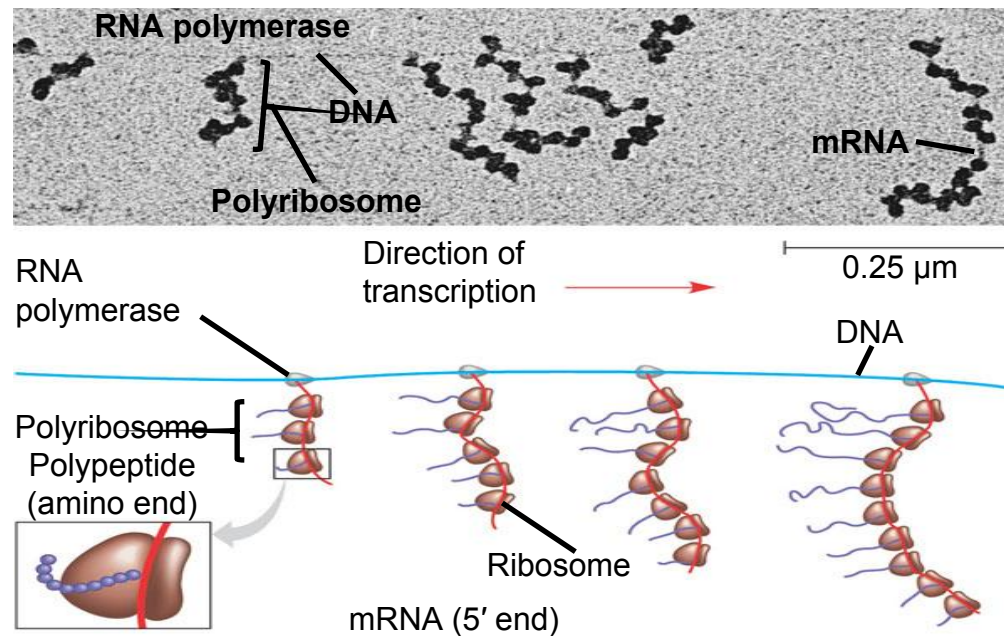 RNA polymerase
DNA
mRNA
Polyribosome
RNA
polymerase
Direction of
transcription
0.25 μm
DNA
Polyribosome
Polypeptide
(amino end)
Ribosome
mRNA (5′ end)